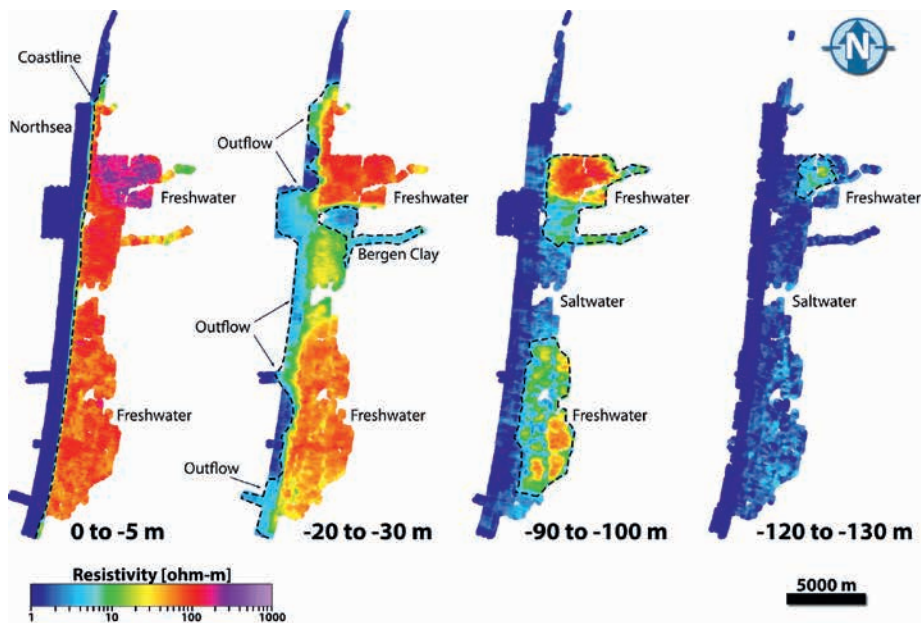 N
Coastline
Northsea
Outflow
Freshwater
Freshwater
Freshwater
Freshwater
Bergen Clay
Saltwater
Saltwater
Outflow
Freshwater
Freshwater
Freshwater
Outflow
0 to -5 m
-20 to -30 m
-90 to -100 m
-120 to -130 m
Resistivity [ohm-m]
1 10 100 1000
5000 m